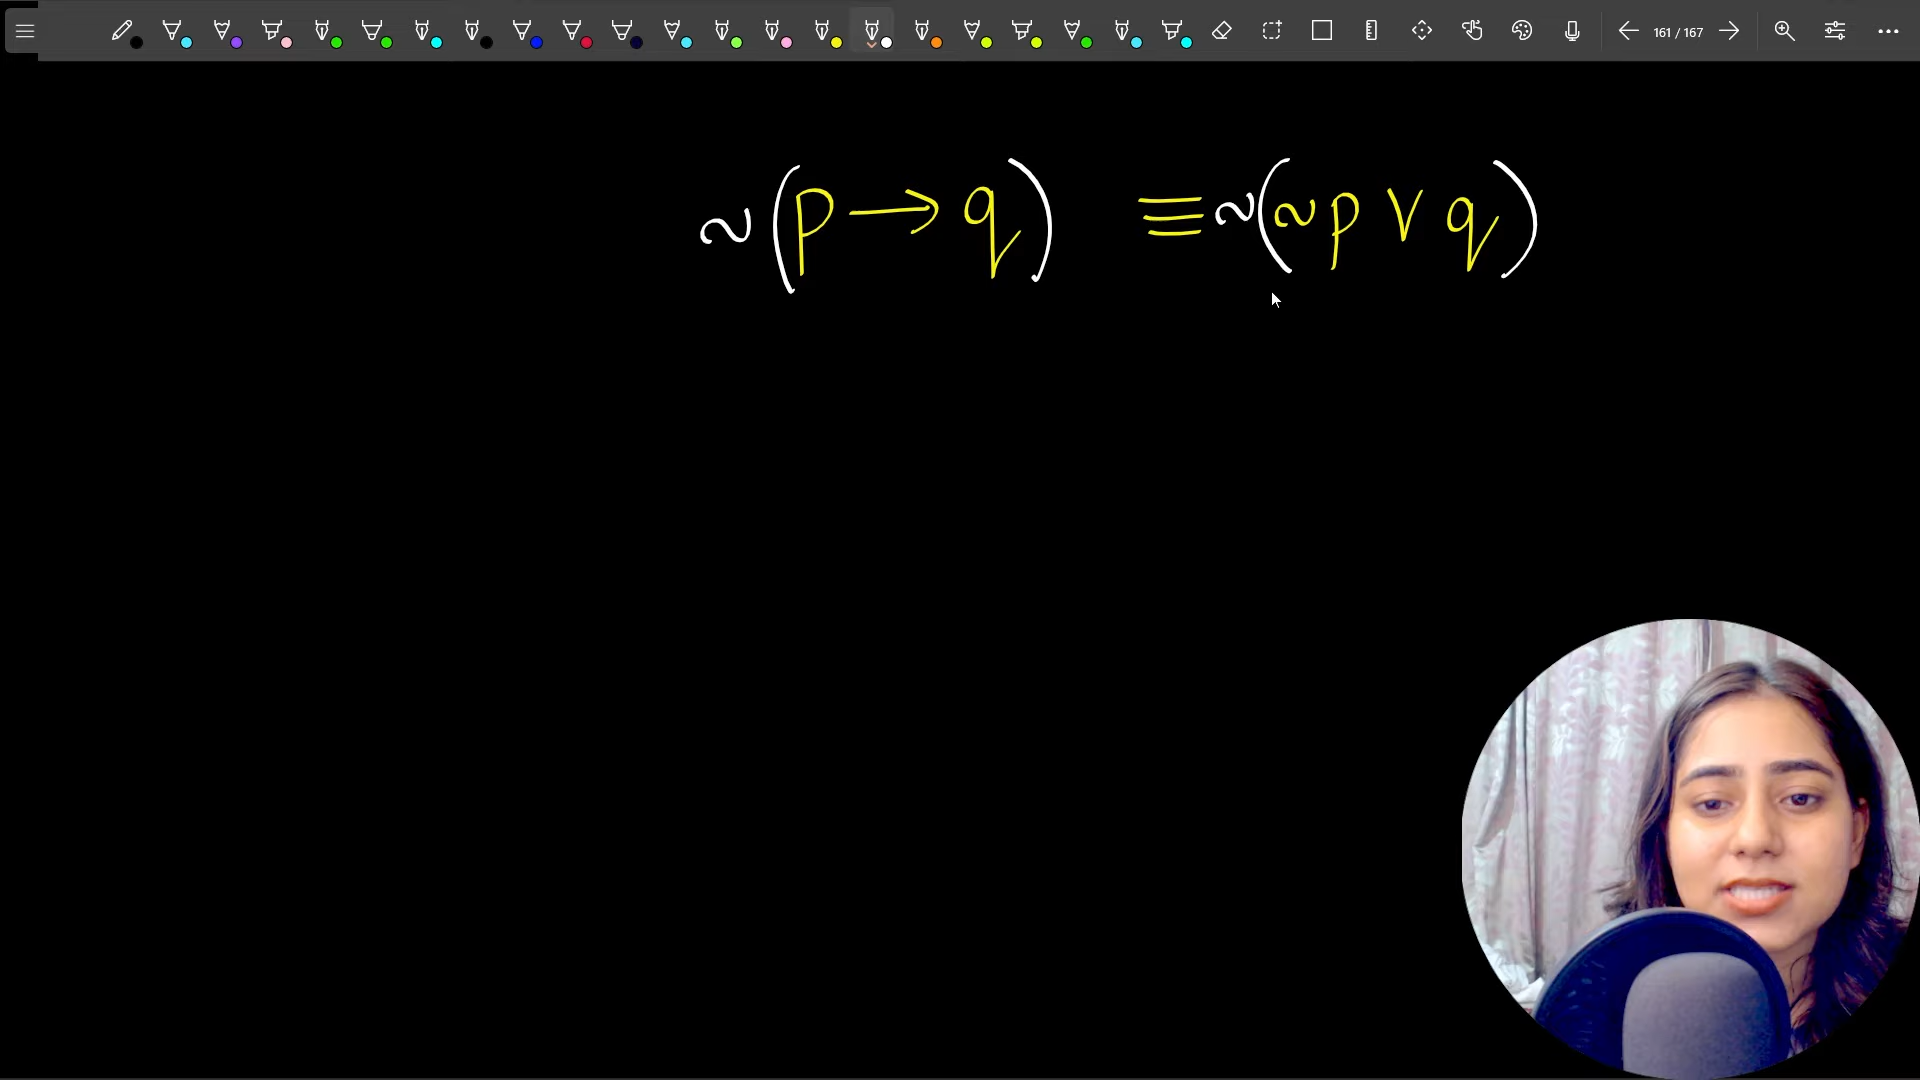 161 / 167
~(p → q) ≡ ~(~p ∨ q)